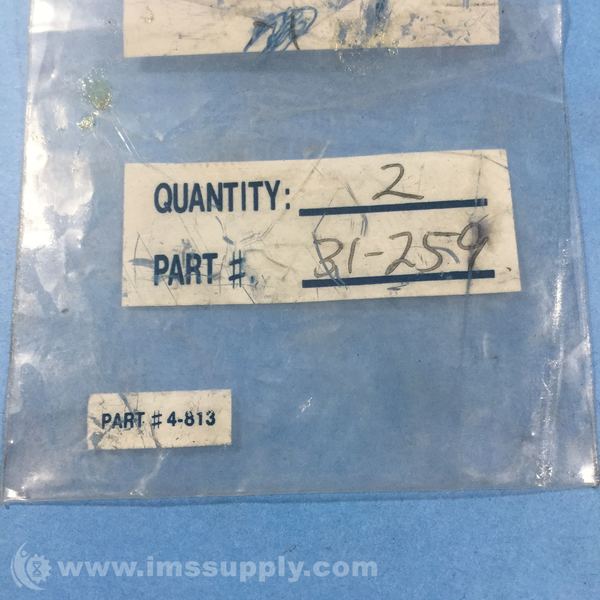 QUANTITY: 2
PART #. 31-259
PART # 4-813
www.imssupply.com